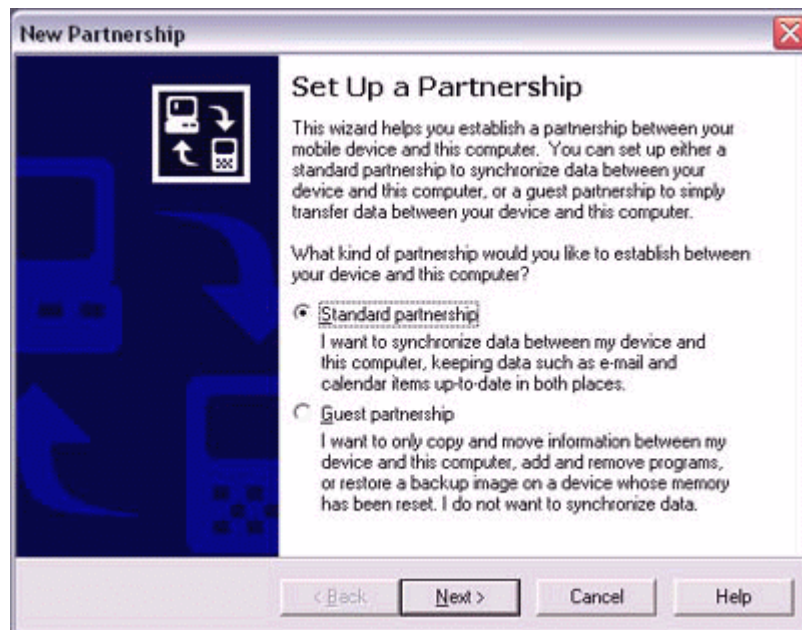 New Partnership
Set Up a Partnership
This wizard helps you establish a partnership between your
mobile device and this computer. You can set up either a
standard partnership to synchronize data between your
device and this computer, or a guest partnership to simply
transfer data between your device and this computer.
What kind of partnership would you like to establish between
your device and this computer?
Standard partnership
I want to synchronize data between my device and
this computer, keeping data such as e-mail and
calendar items up-to-date in both places.
Guest partnership
I want to only copy and move information between my
device and this computer, add and remove programs,
or restore a backup image on a device whose memory
has been reset. I do not want to synchronize data.
< Back Next > Cancel Help